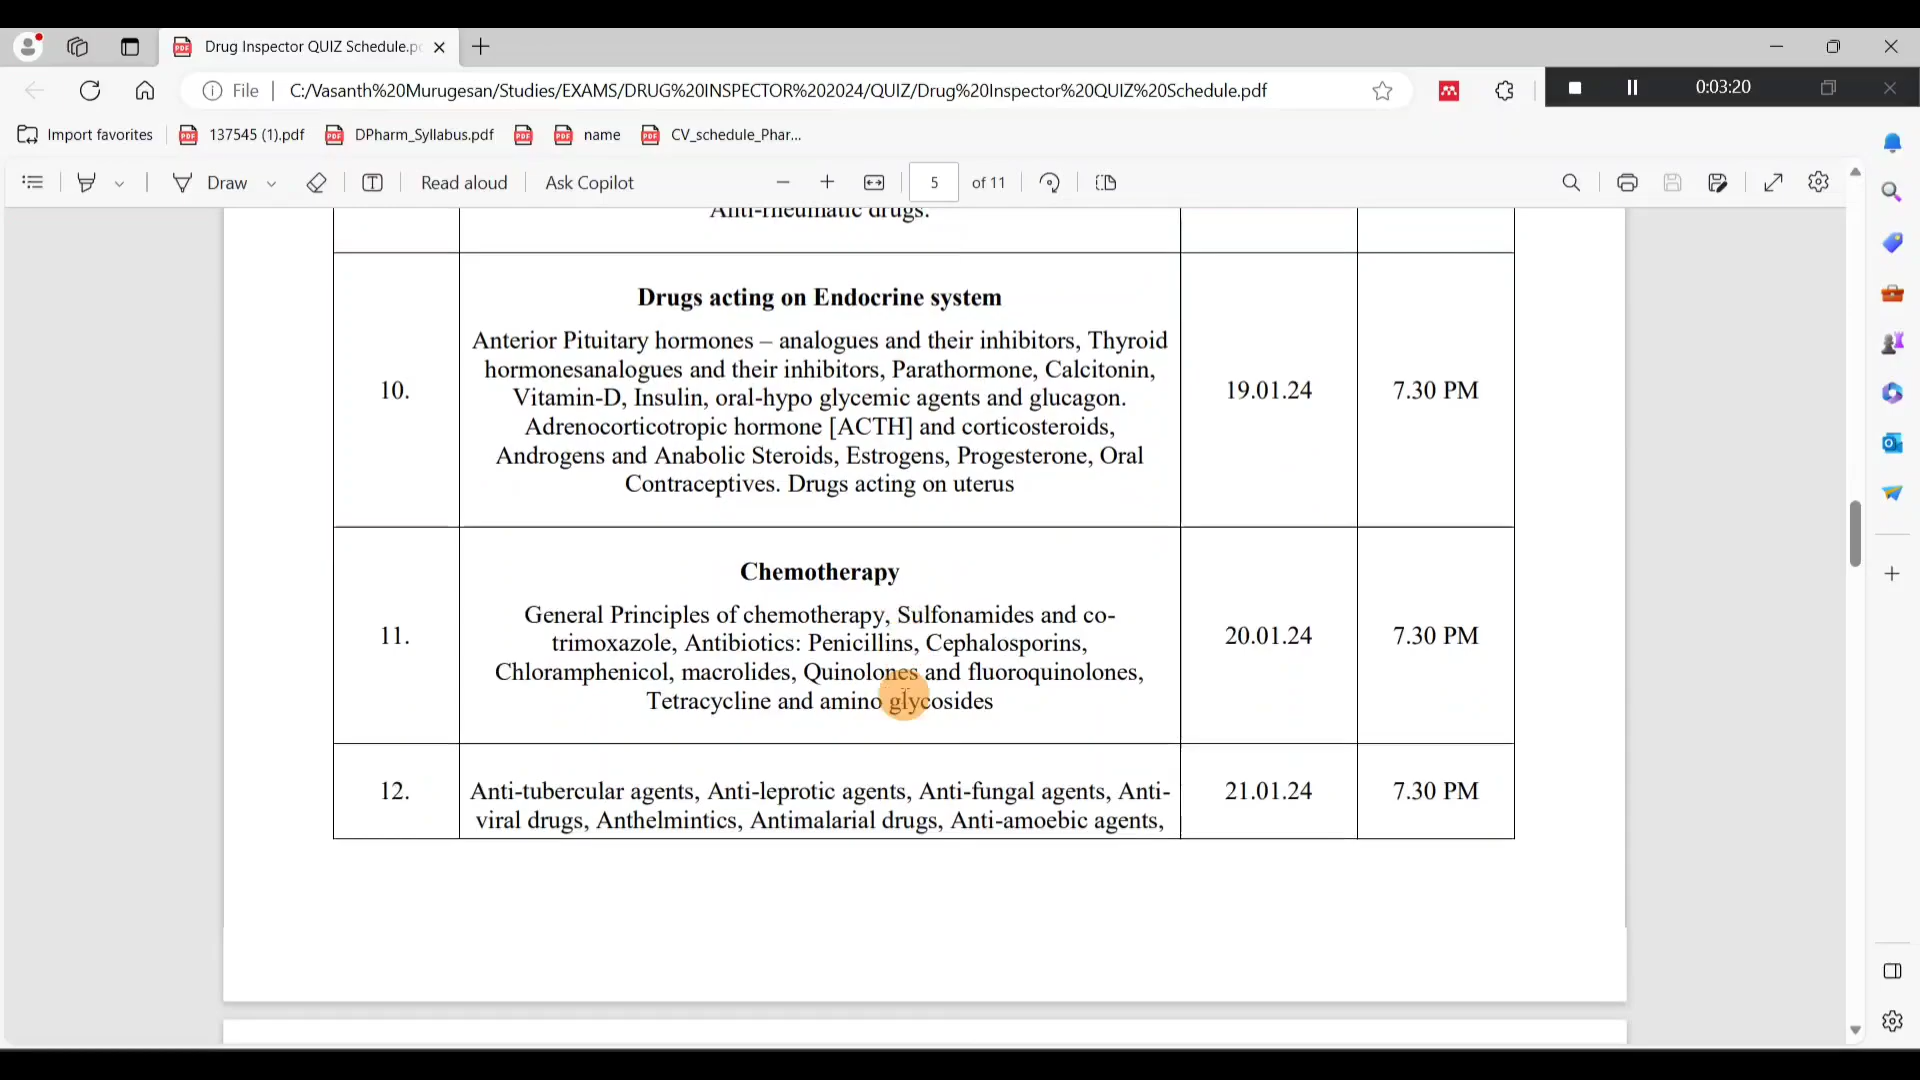 Drug Inspector QUIZ Schedule.pd
File
C:/Vasanth%20Murugesan/Studies/EXAMS/DRUG%20INSPECTOR%202024/QUIZ/Drug%20Inspector%20QUIZ%20Schedule.pdf
0:03:20
Import favorites
137545 (1).pdf
DPharm_Syllabus.pdf
name
CV_schedule_Phar...
Draw
Read aloud
Ask Copilot
5
of 11
Anti-rheumatic drugs.
10.
Drugs acting on Endocrine system
Anterior Pituitary hormones – analogues and their inhibitors, Thyroid
hormonesanalogues and their inhibitors, Parathormone, Calcitonin,
Vitamin-D, Insulin, oral-hypo glycemic agents and glucagon.
Adrenocorticotropic hormone [ACTH] and corticosteroids,
Androgens and Anabolic Steroids, Estrogens, Progesterone, Oral
Contraceptives. Drugs acting on uterus
19.01.24
7.30 PM
11.
Chemotherapy
General Principles of chemotherapy, Sulfonamides and co-
trimoxazole, Antibiotics: Penicillins, Cephalosporins,
Chloramphenicol, macrolides, Quinolones and fluoroquinolones,
Tetracycline and amino glycosides
20.01.24
7.30 PM
12.
Anti-tubercular agents, Anti-leprotic agents, Anti-fungal agents, Anti-
viral drugs, Anthelmintics, Antimalarial drugs, Anti-amoebic agents,
21.01.24
7.30 PM